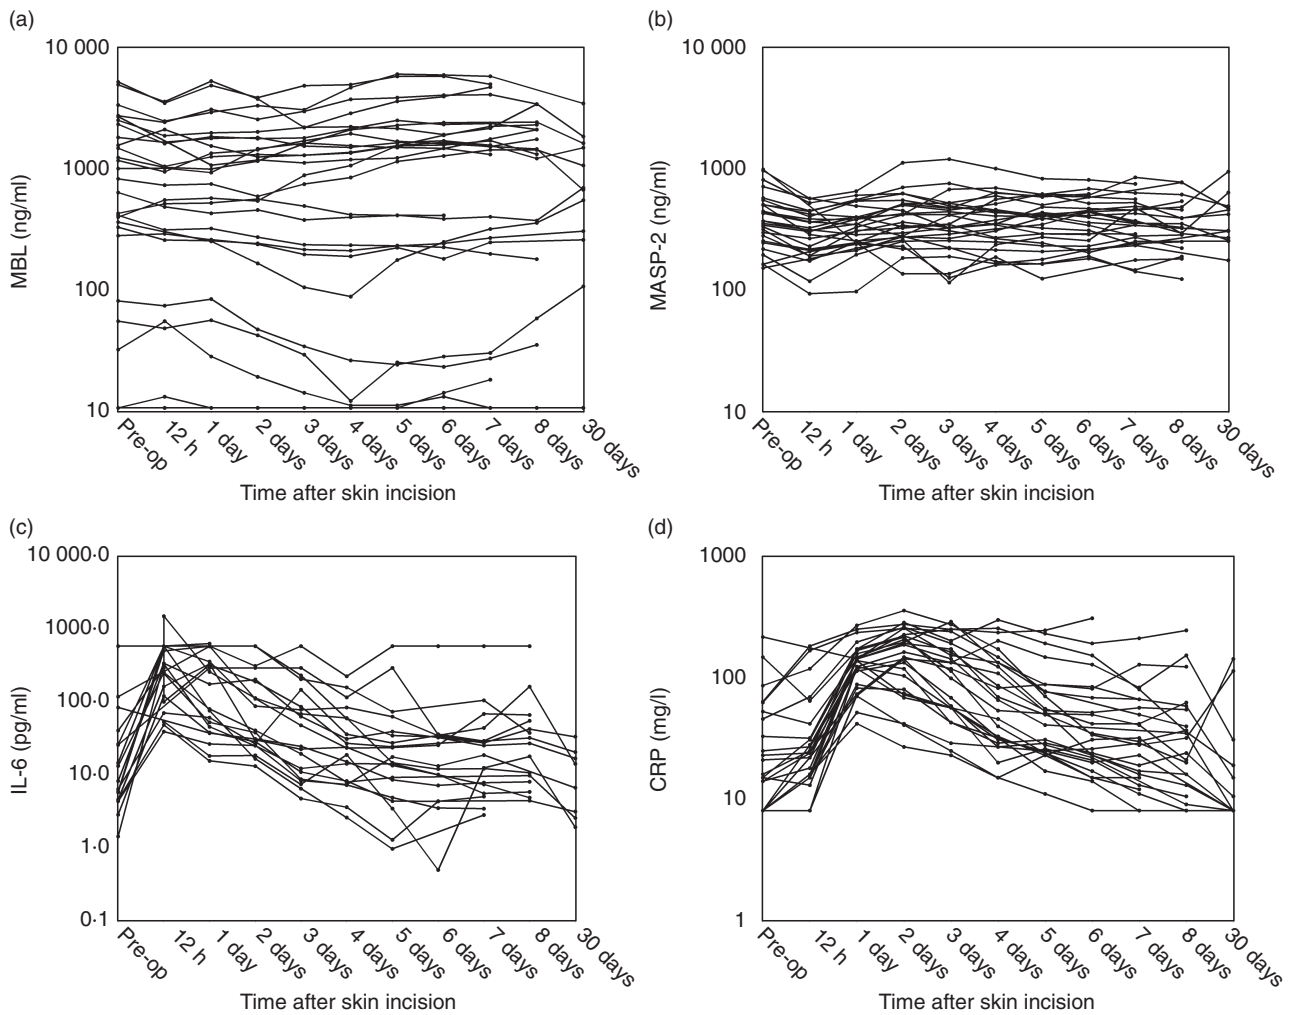 (a)
10 000
1000
100
10
MBL (ng/ml)
Pre-op
12 h
1 day
2 days
3 days
4 days
5 days
6 days
7 days
8 days
30 days
Time after skin incision
(b)
10 000
1000
100
10
MASP-2 (ng/ml)
Pre-op
12 h
1 day
2 days
3 days
4 days
5 days
6 days
7 days
8 days
30 days
Time after skin incision
(c)
10 000·0
1000·0
100·0
10·0
1·0
0·1
IL-6 (pg/ml)
Pre-op
12 h
1 day
2 days
3 days
4 days
5 days
6 days
7 days
8 days
30 days
Time after skin incision
(d)
1000
100
10
1
CRP (mg/l)
Pre-op
12 h
1 day
2 days
3 days
4 days
5 days
6 days
7 days
8 days
30 days
Time after skin incision